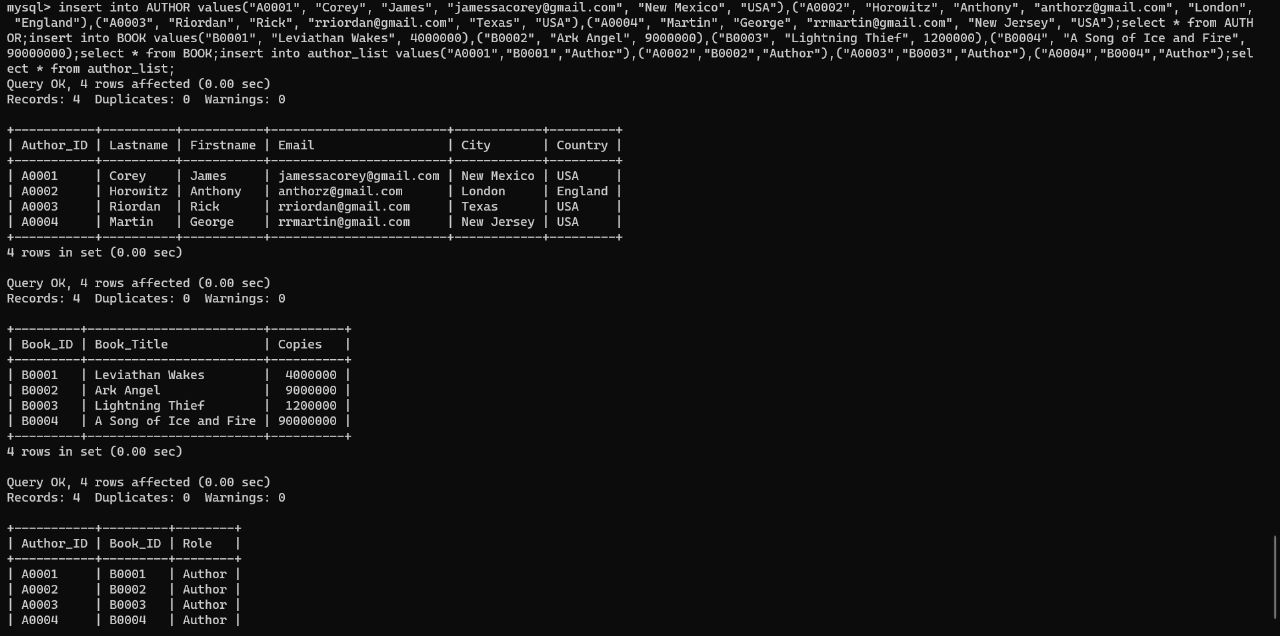 mysql> insert into AUTHOR values("A0001", "Corey", "James", "jamessacorey@gmail.com", "New Mexico", "USA"),("A0002", "Horowitz", "Anthony", "anthorz@gmail.com", "London",
 "England"),("A0003", "Riordan", "Rick", "rriordan@gmail.com", "Texas", "USA"),("A0004", "Martin", "George", "rrmartin@gmail.com", "New Jersey", "USA");select * from AUTH
OR;insert into BOOK values("B0001", "Leviathan Wakes", 4000000),("B0002", "Ark Angel", 9000000),("B0003", "Lightning Thief", 1200000),("B0004", "A Song of Ice and Fire",
90000000);select * from BOOK;insert into author_list values("A0001","B0001","Author"),("A0002","B0002","Author"),("A0003","B0003","Author"),("A0004","B0004","Author");sel
ect * from author_list;
Query OK, 4 rows affected (0.00 sec)
Records: 4  Duplicates: 0  Warnings: 0

+-----------+----------+-----------+------------------------+------------+---------+
| Author_ID | Lastname | Firstname | Email                  | City       | Country |
+-----------+----------+-----------+------------------------+------------+---------+
| A0001     | Corey    | James     | jamessacorey@gmail.com | New Mexico | USA     |
| A0002     | Horowitz | Anthony   | anthorz@gmail.com      | London     | England |
| A0003     | Riordan  | Rick      | rriordan@gmail.com     | Texas      | USA     |
| A0004     | Martin   | George    | rrmartin@gmail.com     | New Jersey | USA     |
+-----------+----------+-----------+------------------------+------------+---------+
4 rows in set (0.00 sec)

Query OK, 4 rows affected (0.00 sec)
Records: 4  Duplicates: 0  Warnings: 0

+---------+------------------------+----------+
| Book_ID | Book_Title             | Copies   |
+---------+------------------------+----------+
| B0001   | Leviathan Wakes        |  4000000 |
| B0002   | Ark Angel              |  9000000 |
| B0003   | Lightning Thief        |  1200000 |
| B0004   | A Song of Ice and Fire | 90000000 |
+---------+------------------------+----------+
4 rows in set (0.00 sec)

Query OK, 4 rows affected (0.00 sec)
Records: 4  Duplicates: 0  Warnings: 0

+-----------+---------+--------+
| Author_ID | Book_ID | Role   |
+-----------+---------+--------+
| A0001     | B0001   | Author |
| A0002     | B0002   | Author |
| A0003     | B0003   | Author |
| A0004     | B0004   | Author |